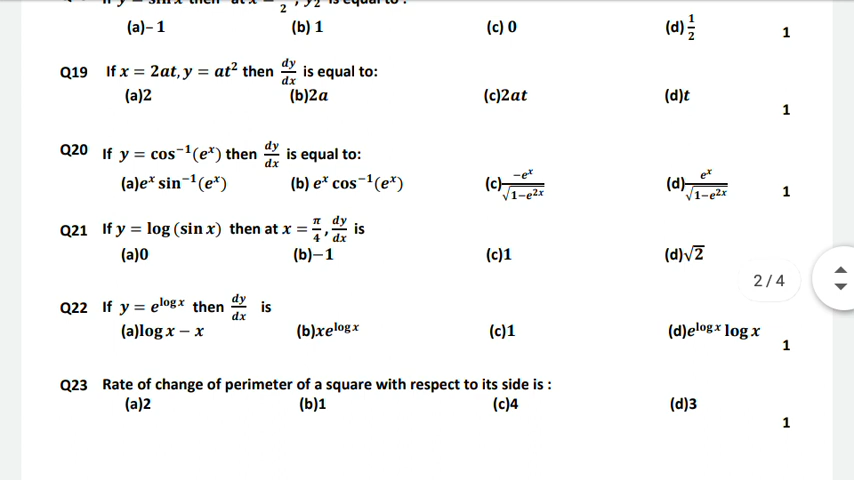 2 , y2 is equal to :
(a)−1 (b) 1 (c) 0 (d) 1/2 1
Q19 If x = 2at, y = at² then dy/dx is equal to:
(a)2 (b)2a (c)2at (d)t
1
Q20 If y = cos⁻¹(eˣ) then dy/dx is equal to:
(a)eˣ sin⁻¹(eˣ) (b) eˣ cos⁻¹(eˣ) (c) −eˣ/√1−e²ˣ (d) eˣ/√1−e²ˣ 1
Q21 If y = log (sin x) then at x = π/4, dy/dx is
(a)0 (b)−1 (c)1 (d)√2
2 / 4
Q22 If y = e^log x then dy/dx is
(a)log x − x (b)xe^log x (c)1 (d)e^log x log x
1
Q23 Rate of change of perimeter of a square with respect to its side is :
(a)2 (b)1 (c)4 (d)3
1